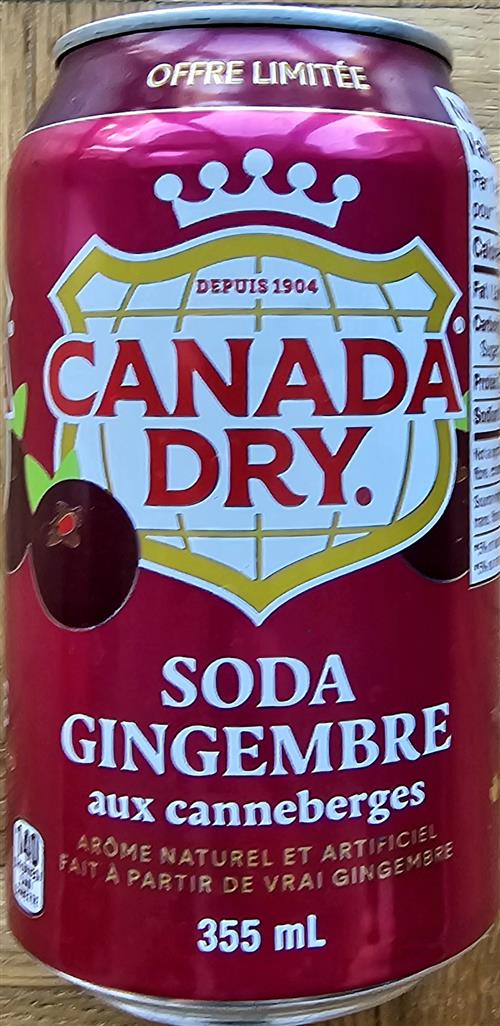 OFFRE LIMITÉE
DEPUIS 1904
CANADA
DRY.
SODA
GINGEMBRE
aux canneberges
ARÔME NATUREL ET ARTIFICIEL
FAIT À PARTIR DE VRAI GINGEMBRE
140
355 mL